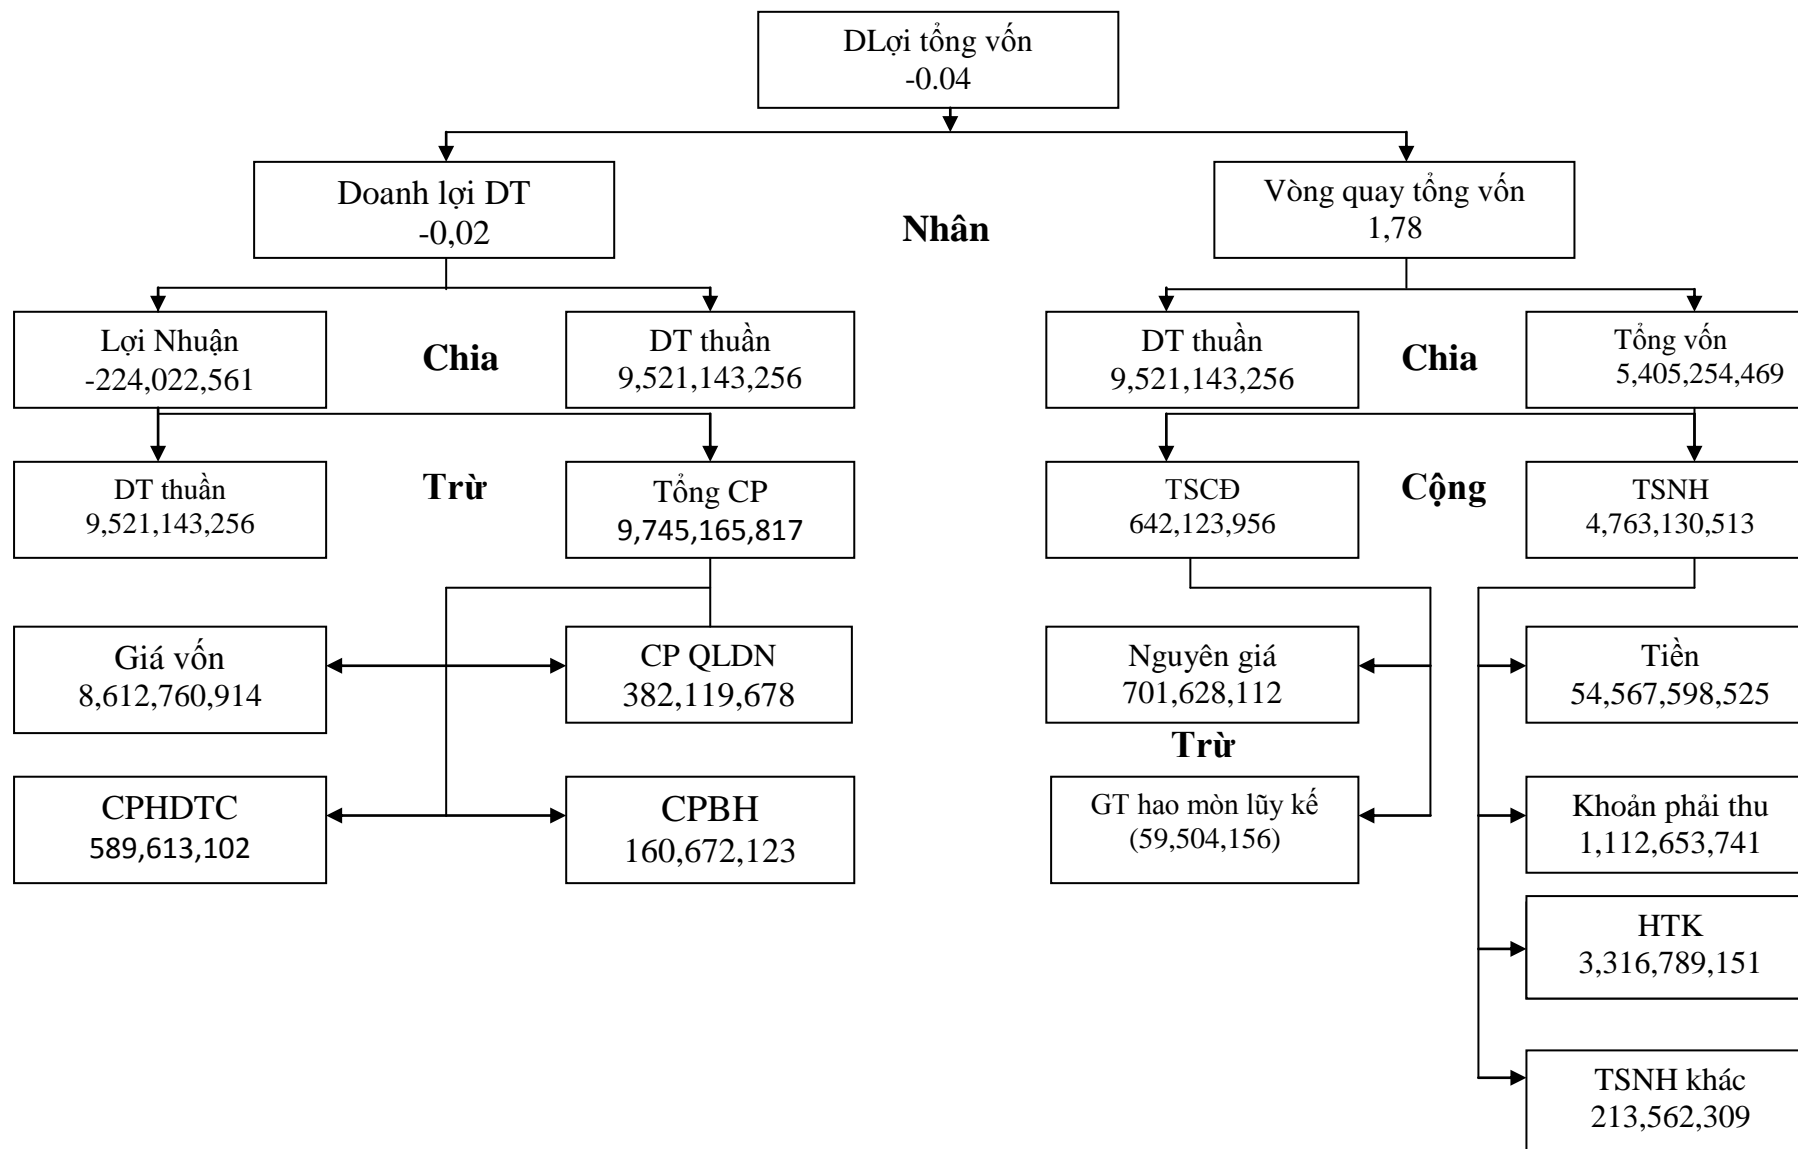 DLợi tổng vốn
-0.04
Doanh lợi DT
-0,02
Nhân
Vòng quay tổng vốn
1,78
Lợi Nhuận
-224,022,561
Chia
DT thuần
9,521,143,256
DT thuần
9,521,143,256
Chia
Tổng vốn
5,405,254,469
DT thuần
9,521,143,256
Trừ
Tổng CP
9,745,165,817
TSCĐ
642,123,956
Cộng
TSNH
4,763,130,513
Giá vốn
8,612,760,914
CP QLDN
382,119,678
Nguyên giá
701,628,112
Tiền
54,567,598,525
Trừ
CPHDTC
589,613,102
CPBH
160,672,123
GT hao mòn lũy kế
(59,504,156)
Khoản phải thu
1,112,653,741
HTK
3,316,789,151
TSNH khác
213,562,309